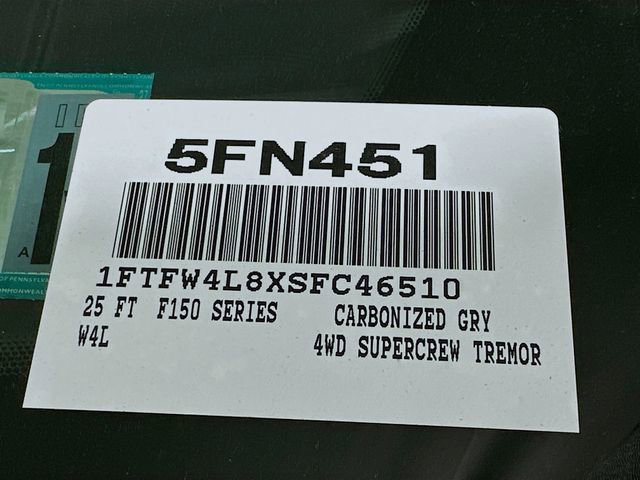 5FN451
1FTFW4L8XSFC46510
25 FT F150 SERIES CARBONIZED GRY
W4L 4WD SUPERCREW TREMOR